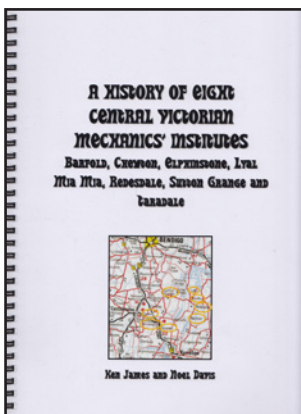 A HISTORY OF EIGHT
CENTRAL VICTORIAN
MECHANICS' INSTITUTES
BARFOLD, CHEWTON, ELPHINSTONE, LYAL
MIA MIA, REDESDALE, SUTTON GRANGE AND
TARADALE
BENDIGO
KEN JAMES AND NOEL DAVIS